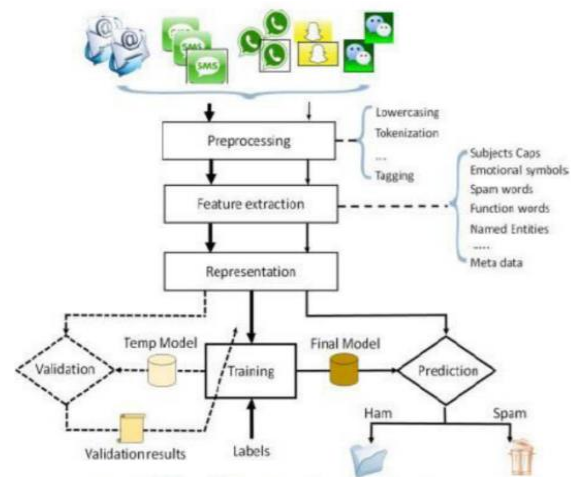 SMS
SMS
SMS
Lowercasing
Tokenization
....
Tagging
Preprocessing
Subjects Caps
Emotional symbols
Spam words
Function words
Named Entities
.....
Meta data
Feature extraction
Representation
Validation
Temp Model
Training
Final Model
Prediction
Validation results
Labels
Ham
Spam